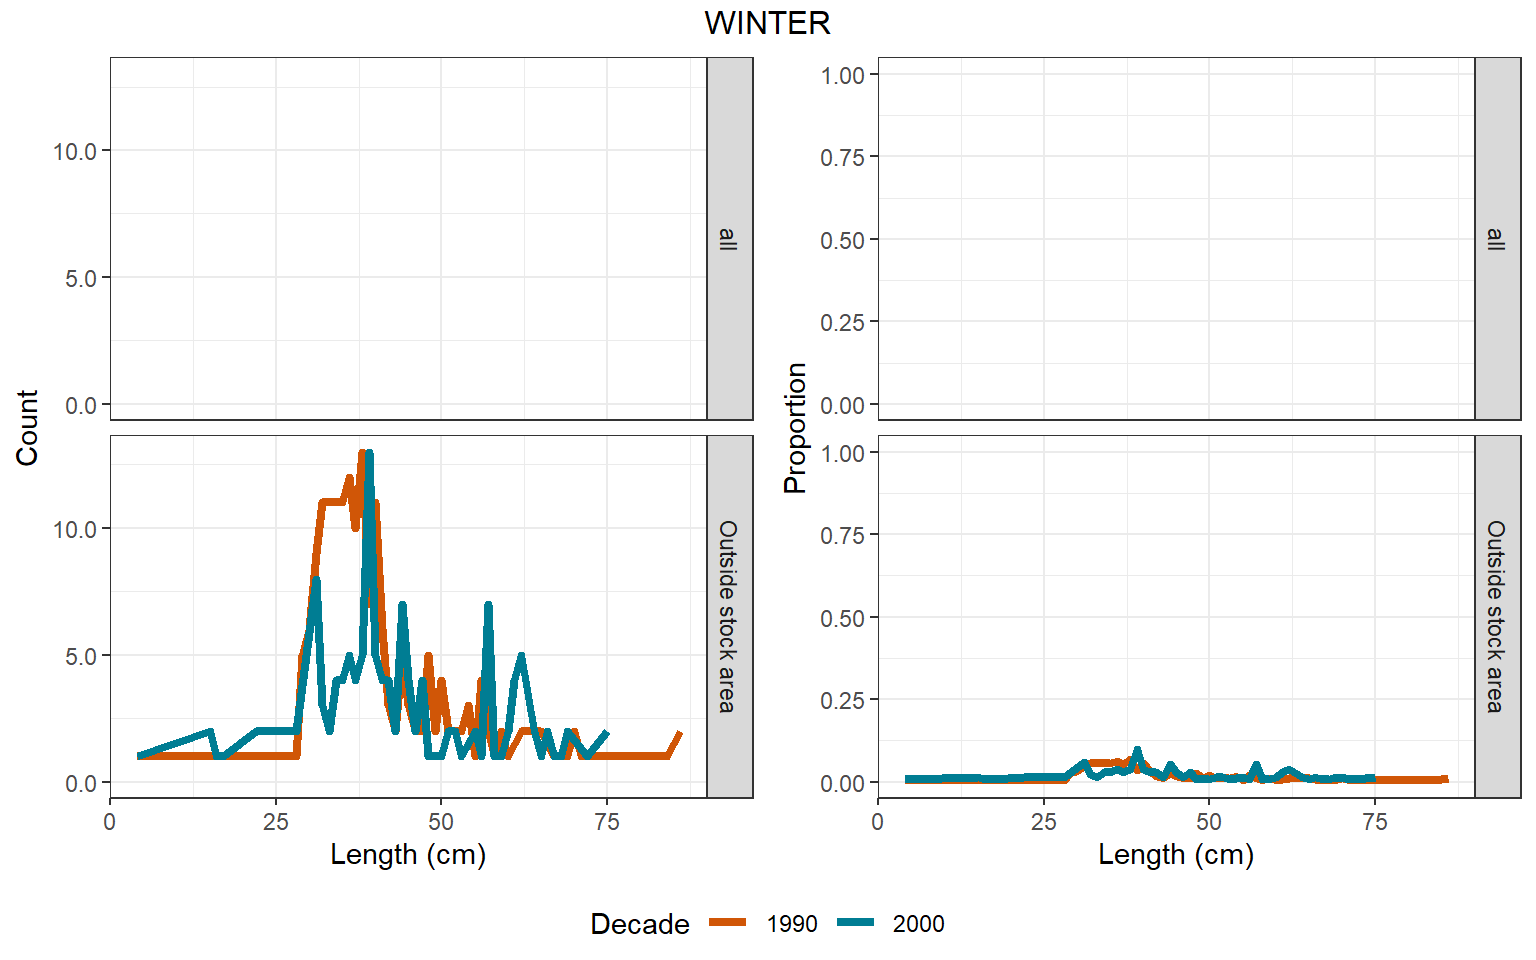 WINTER
Count
10.0
5.0
0.0
all
10.0
5.0
0.0
Outside stock area
0
25
50
75
Length (cm)
Proportion
1.00
0.75
0.50
0.25
0.00
all
1.00
0.75
0.50
0.25
0.00
Outside stock area
0
25
50
75
Length (cm)
Decade 1990 2000